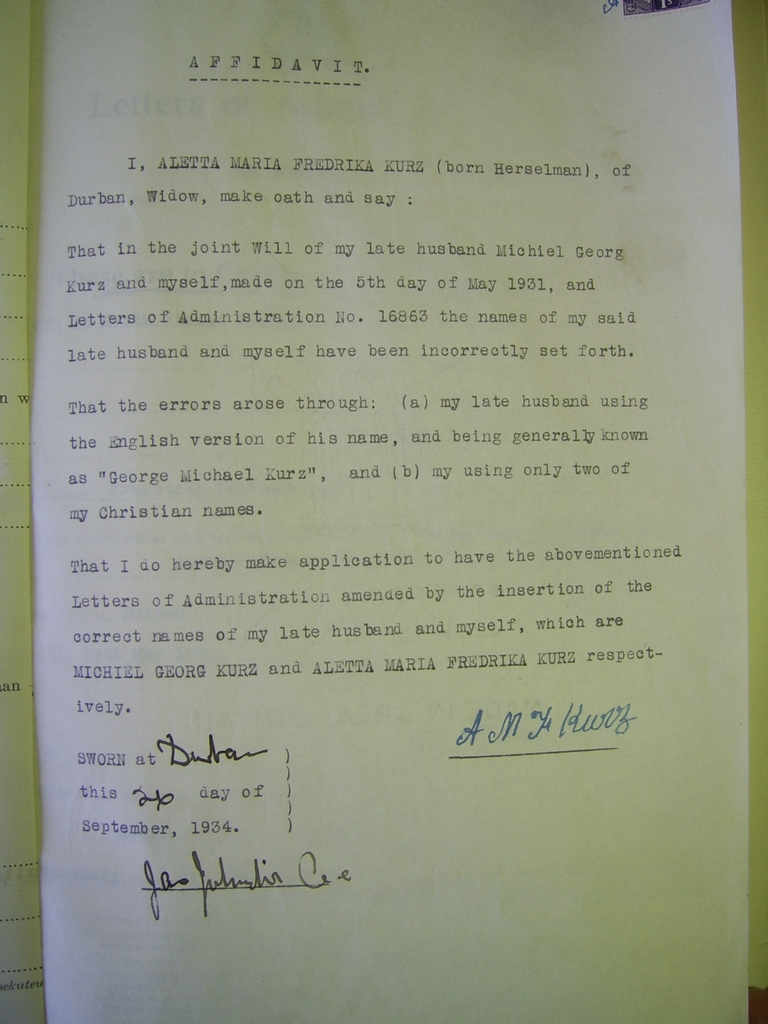 1s
A F F I D A V I T.
I, ALETTA MARIA FREDRIKA KURZ (born Herselman), of
Durban, Widow, make oath and say :
That in the joint Will of my late husband Michiel Georg
Kurz and myself,made on the 5th day of May 1931, and
Letters of Administration No. 16863 the names of my said
late husband and myself have been incorrectly set forth.
That the errors arose through: (a) my late husband using
the English version of his name, and being generally known
as "George Michael Kurz", and (b) my using only two of
my Christian names.
That I do hereby make application to have the abovementioned
Letters of Administration amended by the insertion of the
correct names of my late husband and myself, which are
MICHIEL GEORG KURZ and ALETTA MARIA FREDRIKA KURZ respect-
ively.
A M F Kurz
SWORN at Durban )
this day of )
September, 1934. )